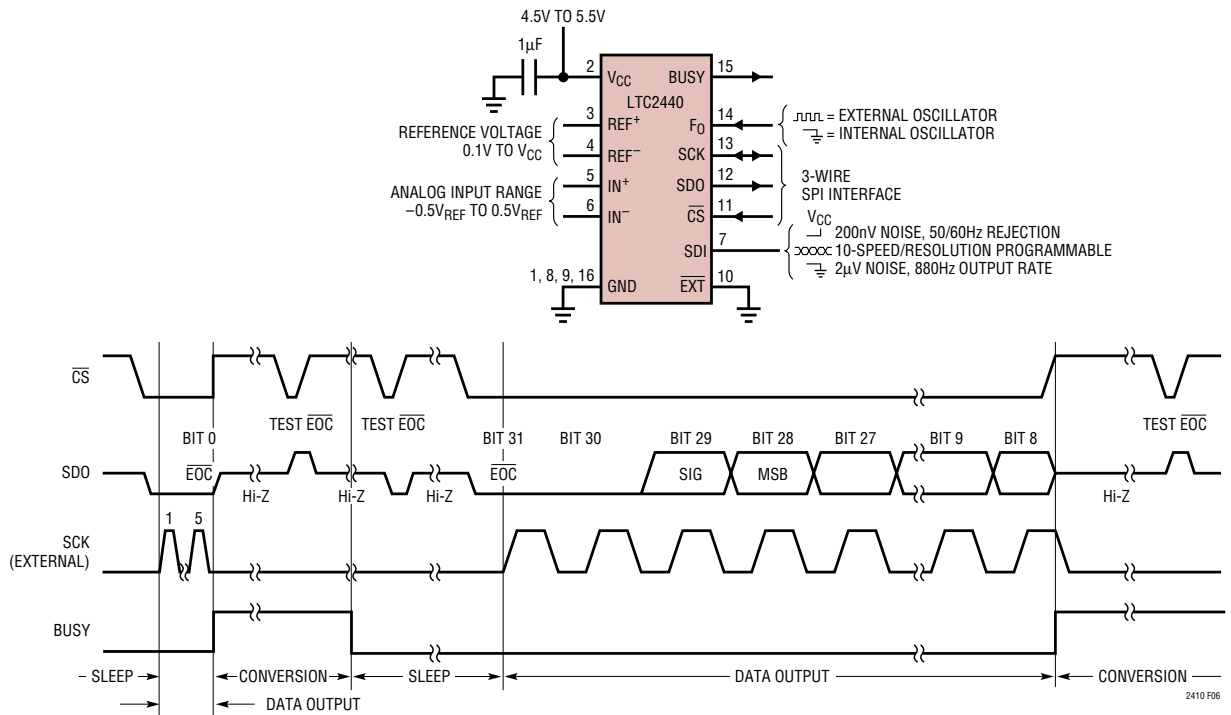 4.5V TO 5.5V
1µF
2
VCC
BUSY
15
LTC2440
REFERENCE VOLTAGE
0.1V TO VCC
3
REF+
4
REF–
FO
14
= EXTERNAL OSCILLATOR
= INTERNAL OSCILLATOR
SCK
13
SDO
12
CS
11
3-WIRE
SPI INTERFACE
ANALOG INPUT RANGE
–0.5VREF TO 0.5VREF
5
IN+
6
IN–
SDI
7
VCC
200nV NOISE, 50/60Hz REJECTION
10-SPEED/RESOLUTION PROGRAMMABLE
2µV NOISE, 880Hz OUTPUT RATE
1, 8, 9, 16
GND
EXT
10
CS
TEST EOC
TEST EOC
TEST EOC
BIT 0
BIT 31
BIT 30
BIT 29
BIT 28
BIT 27
BIT 9
BIT 8
SDO
EOC
EOC
SIG
MSB
Hi-Z
Hi-Z
Hi-Z
Hi-Z
1
5
SCK
(EXTERNAL)
BUSY
SLEEP
CONVERSION
SLEEP
DATA OUTPUT
CONVERSION
DATA OUTPUT
2410 F06